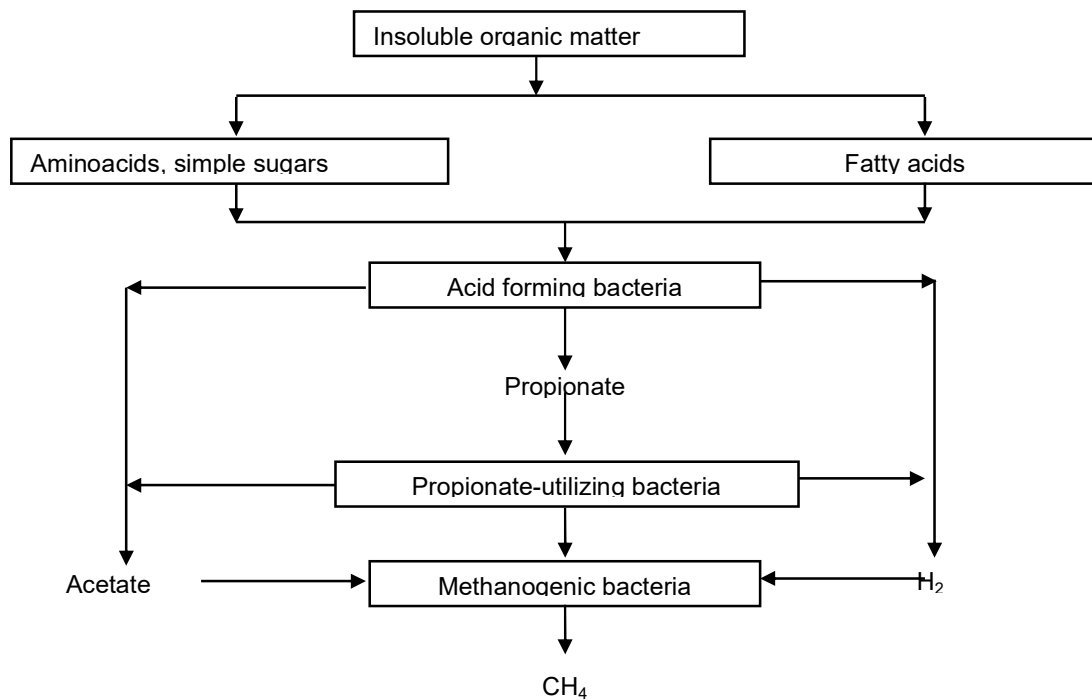 Insoluble organic matter
Aminoacids, simple sugars
Fatty acids
Acid forming bacteria
Propionate
Propionate-utilizing bacteria
Acetate
Methanogenic bacteria
H₂
CH₄